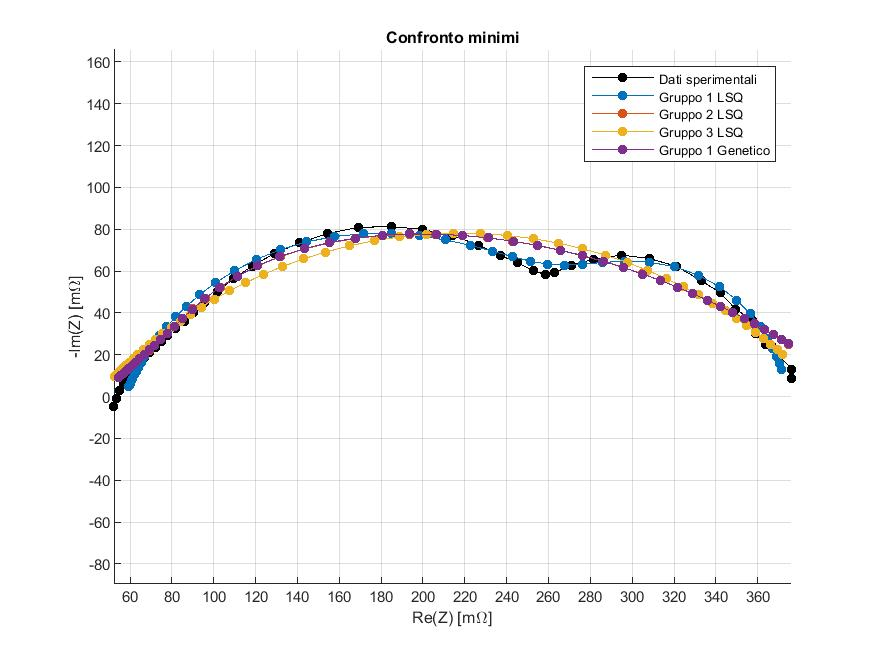 Confronto minimi
Dati sperimentali
Gruppo 1 LSQ
Gruppo 2 LSQ
Gruppo 3 LSQ
Gruppo 1 Genetico
-Im(Z) [mΩ]
160
140
120
100
80
60
40
20
0
-20
-40
-60
-80
60 80 100 120 140 160 180 200 220 240 260 280 300 320 340 360
Re(Z) [mΩ]